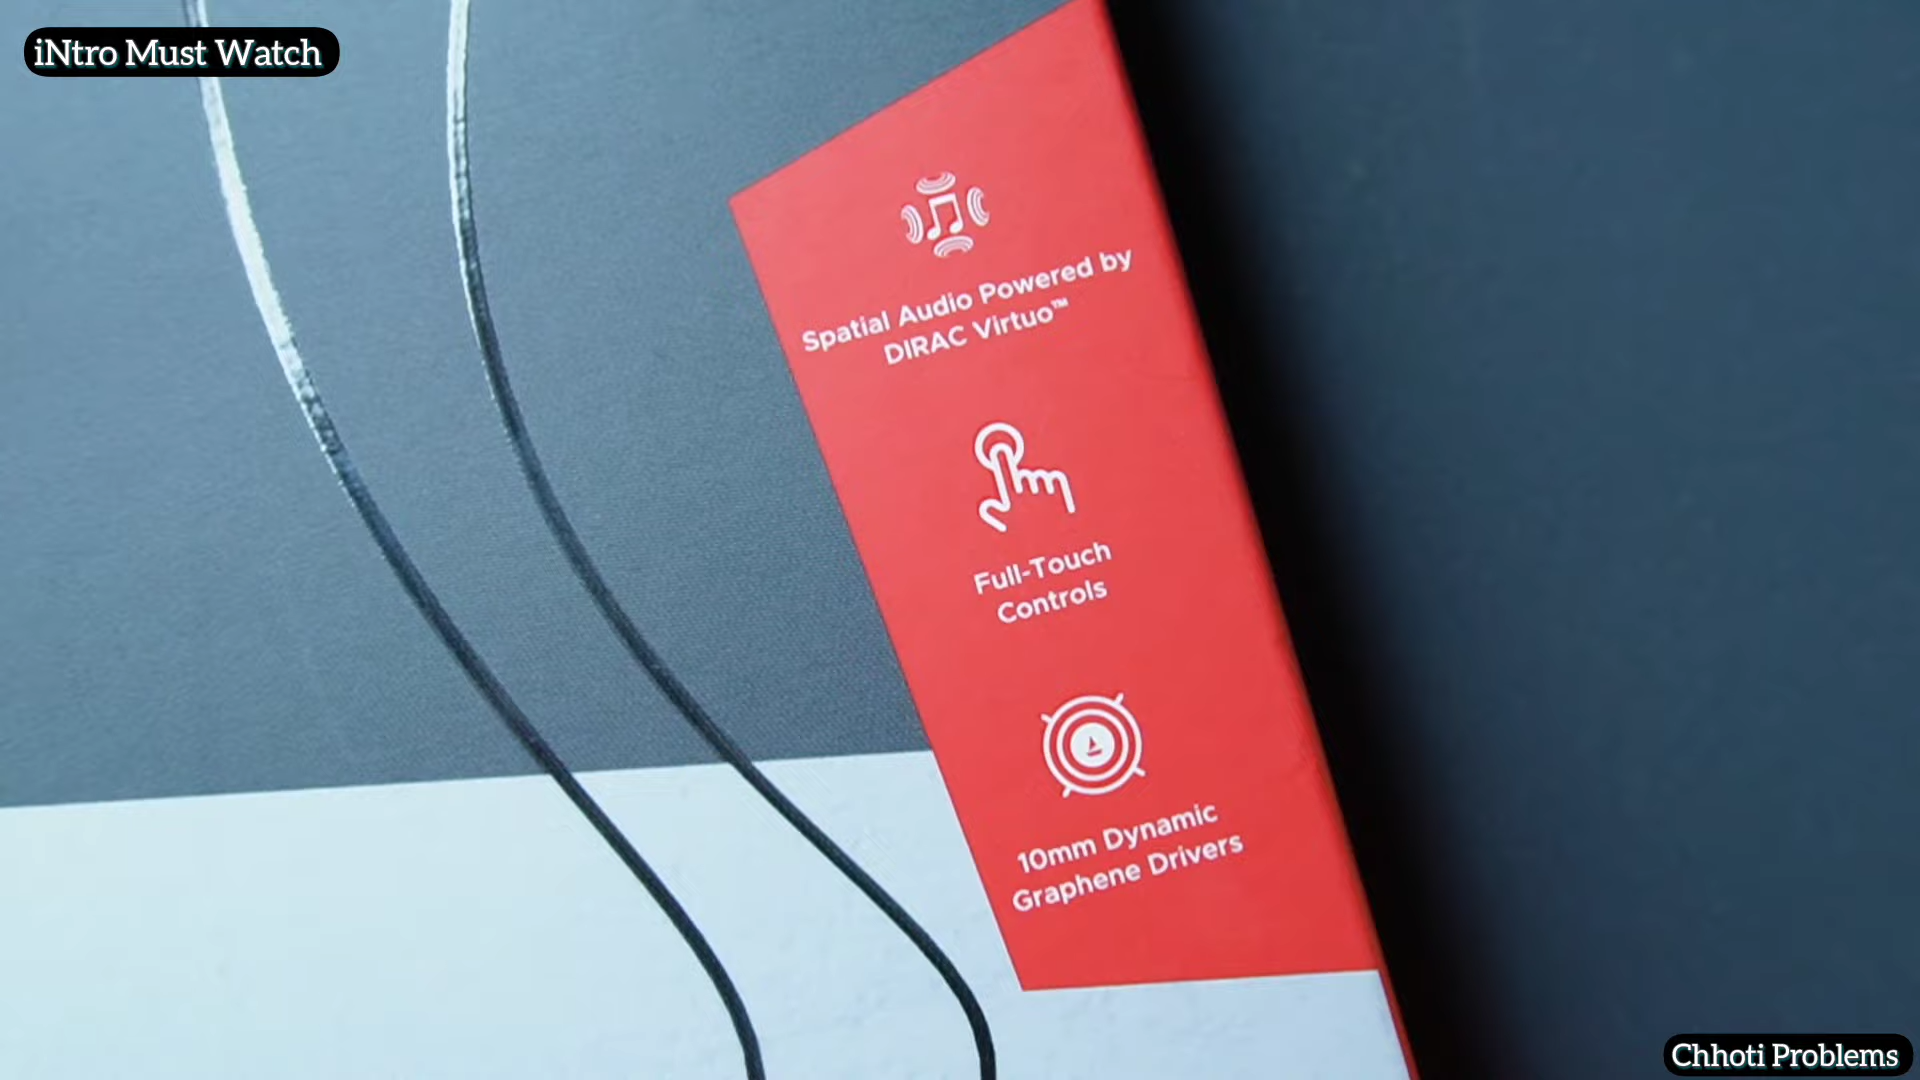 iNtro Must Watch
Spatial Audio Powered by
DIRAC Virtuo™
Full-Touch
Controls
10mm Dynamic
Graphene Drivers
Chhoti Problems